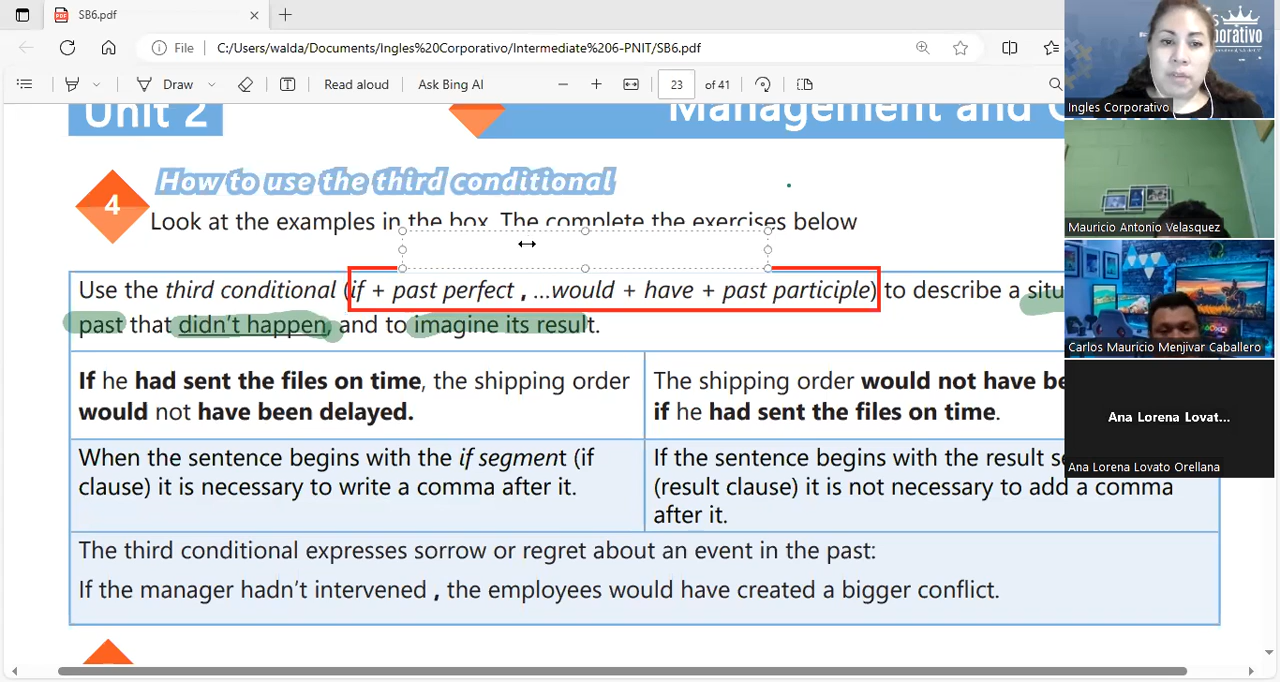 SB6.pdf
File
C:/Users/walda/Documents/Ingles%20Corporativo/Intermediate%206-PNIT/SB6.pdf
Draw
Read aloud
Ask Bing AI
23
of 41
Unit 2
Management and
4
How to use the third conditional
Look at the examples in the box. The complete the exercises below
Use the third conditional (if + past perfect , ...would + have + past participle) to describe a situ
past that didn't happen, and to imagine its result.
If he had sent the files on time, the shipping order
would not have been delayed.
The shipping order would not have be
if he had sent the files on time.
When the sentence begins with the if segment (if
clause) it is necessary to write a comma after it.
If the sentence begins with the result se
(result clause) it is not necessary to add a comma
after it.
The third conditional expresses sorrow or regret about an event in the past:
If the manager hadn't intervened , the employees would have created a bigger conflict.
Ingles Corporativo
Mauricio Antonio Velasquez
Carlos Mauricio Menjivar Caballero
Ana Lorena Lovat...
Ana Lorena Lovato Orellana